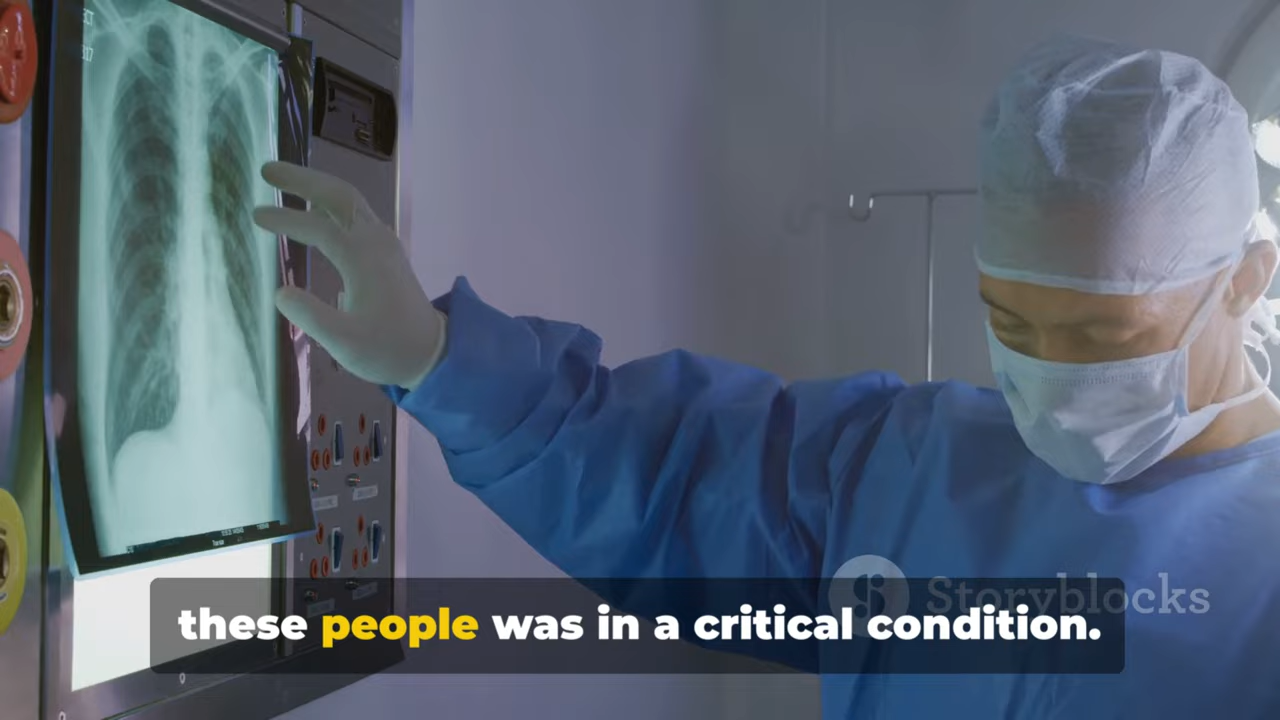 these people was in a critical condition.
Storyblocks